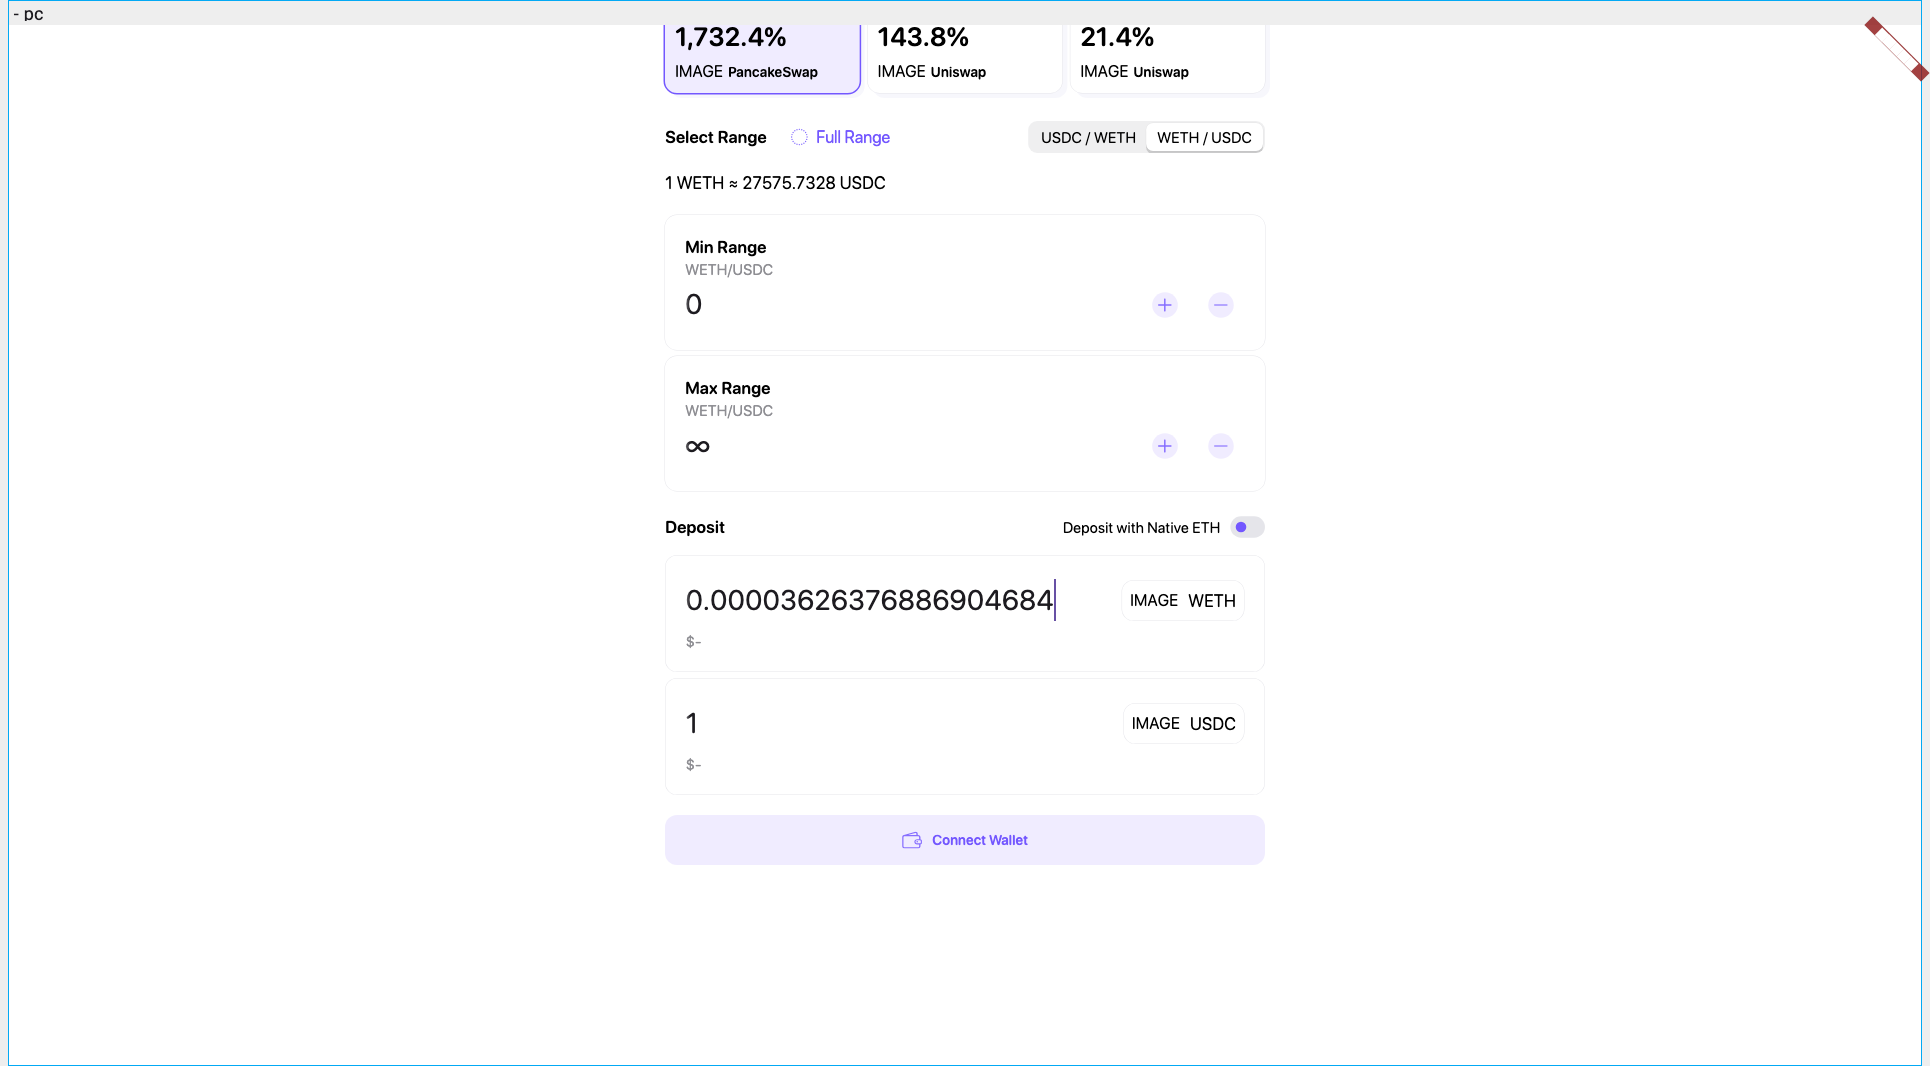 - pc
1,732.4%
IMAGE PancakeSwap
143.8%
IMAGE Uniswap
21.4%
IMAGE Uniswap
Select Range
Full Range
USDC / WETH
WETH / USDC
1 WETH ≈ 27575.7328 USDC
Min Range
WETH/USDC
0
Max Range
WETH/USDC
∞
Deposit
Deposit with Native ETH
0.00003626376886904684
IMAGE WETH
$-
1
IMAGE USDC
$-
Connect Wallet